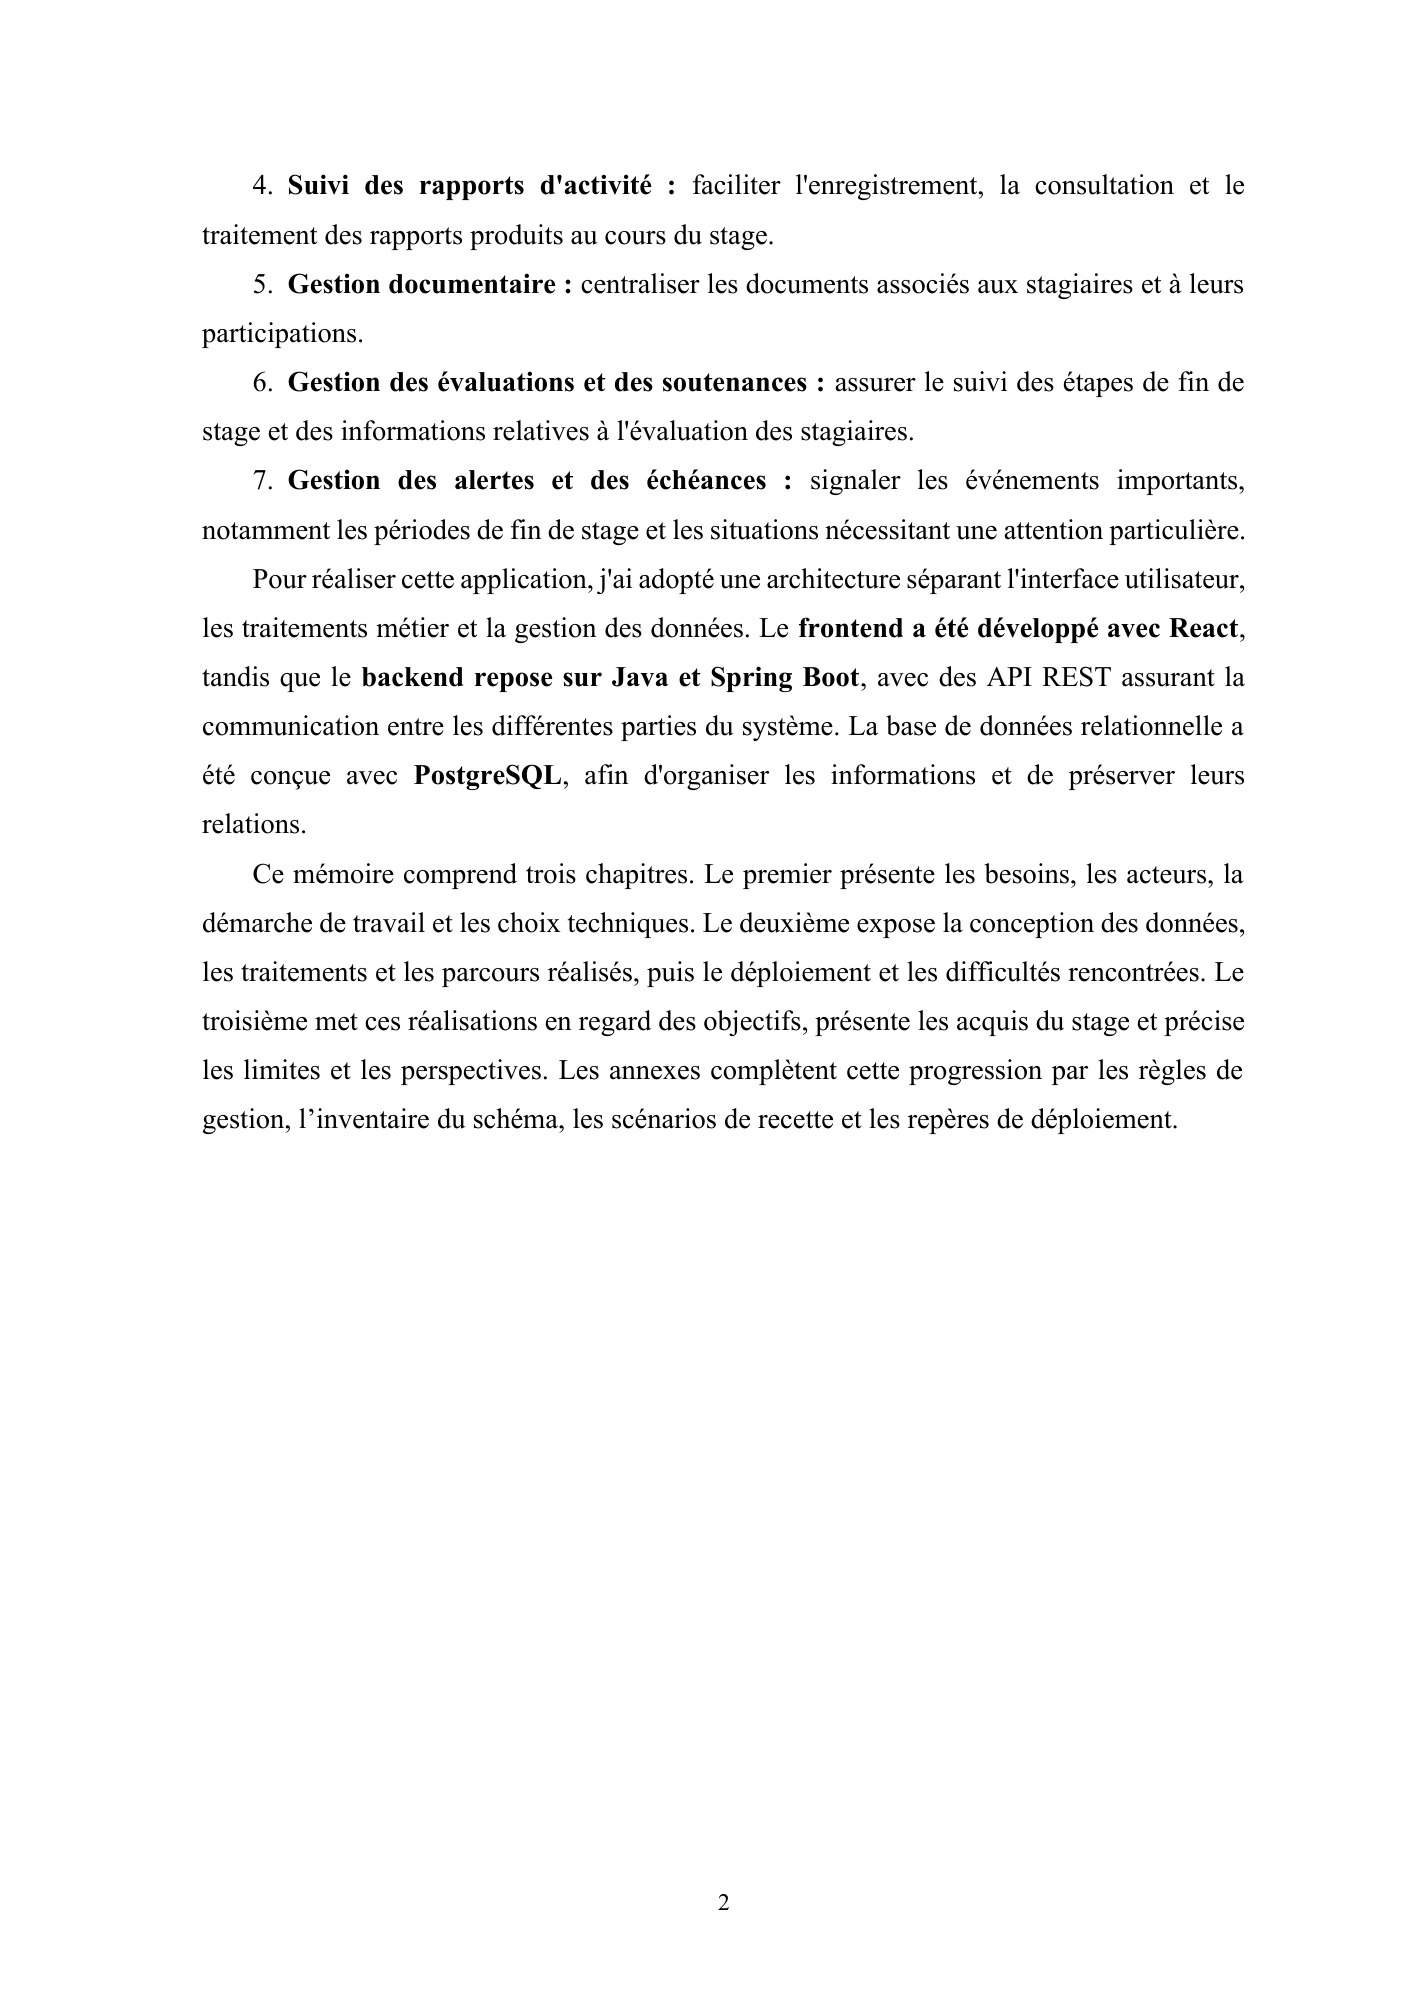 4. Suivi des rapports d'activité : faciliter l'enregistrement, la consultation et le
traitement des rapports produits au cours du stage.
5. Gestion documentaire : centraliser les documents associés aux stagiaires et à leurs
participations.
6. Gestion des évaluations et des soutenances : assurer le suivi des étapes de fin de
stage et des informations relatives à l'évaluation des stagiaires.
7. Gestion des alertes et des échéances : signaler les événements importants,
notamment les périodes de fin de stage et les situations nécessitant une attention particulière.
Pour réaliser cette application, j'ai adopté une architecture séparant l'interface utilisateur,
les traitements métier et la gestion des données. Le frontend a été développé avec React,
tandis que le backend repose sur Java et Spring Boot, avec des API REST assurant la
communication entre les différentes parties du système. La base de données relationnelle a
été conçue avec PostgreSQL, afin d'organiser les informations et de préserver leurs
relations.
Ce mémoire comprend trois chapitres. Le premier présente les besoins, les acteurs, la
démarche de travail et les choix techniques. Le deuxième expose la conception des données,
les traitements et les parcours réalisés, puis le déploiement et les difficultés rencontrées. Le
troisième met ces réalisations en regard des objectifs, présente les acquis du stage et précise
les limites et les perspectives. Les annexes complètent cette progression par les règles de
gestion, l’inventaire du schéma, les scénarios de recette et les repères de déploiement.
2